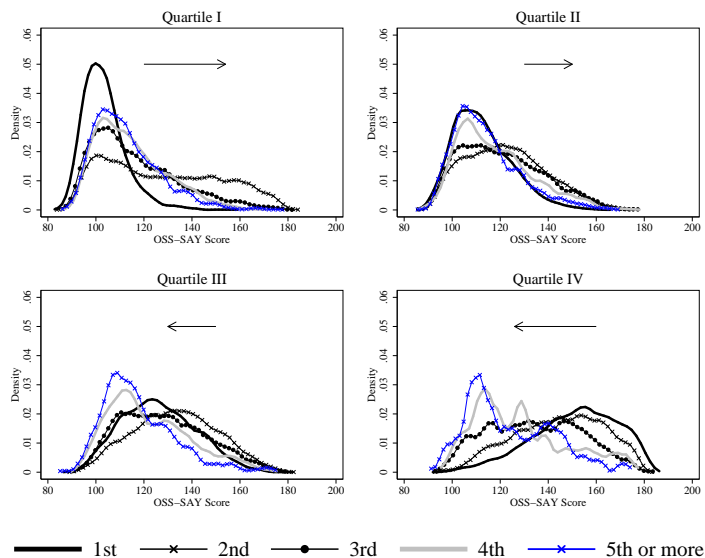 Quartile I
Density
0 .01 .02 .03 .04 .05 .06
80 100 120 140 160 180 200
OSS−SAY Score
Quartile II
Density
0 .01 .02 .03 .04 .05 .06
80 100 120 140 160 180 200
OSS−SAY Score
Quartile III
Density
0 .01 .02 .03 .04 .05 .06
80 100 120 140 160 180 200
OSS−SAY Score
Quartile IV
Density
0 .01 .02 .03 .04 .05 .06
80 100 120 140 160 180 200
OSS−SAY Score
1st 2nd 3rd 4th 5th or more